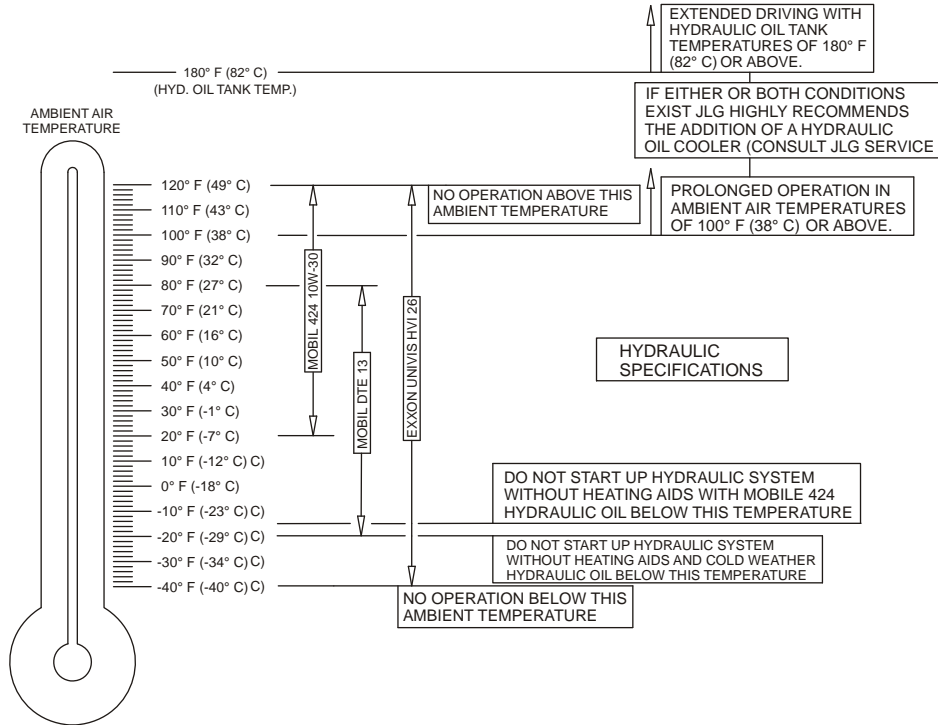 EXTENDED DRIVING WITH
HYDRAULIC OIL TANK
TEMPERATURES OF 180° F
(82° C) OR ABOVE.
180° F (82° C)
(HYD. OIL TANK TEMP.)
IF EITHER OR BOTH CONDITIONS
EXIST JLG HIGHLY RECOMMENDS
THE ADDITION OF A HYDRAULIC
OIL COOLER (CONSULT JLG SERVICE
AMBIENT AIR
TEMPERATURE
120° F (49° C)
110° F (43° C)
100° F (38° C)
90° F (32° C)
80° F (27° C)
70° F (21° C)
60° F (16° C)
50° F (10° C)
40° F (4° C)
30° F (-1° C)
20° F (-7° C)
10° F (-12° C) C)
0° F (-18° C)
-10° F (-23° C) C)
-20° F (-29° C) C)
-30° F (-34° C) C)
-40° F (-40° C) C)
MOBIL 424 10W-30
MOBIL DTE 13
EXXON UNIVIS HVI 26
NO OPERATION ABOVE THIS
AMBIENT TEMPERATURE
PROLONGED OPERATION IN
AMBIENT AIR TEMPERATURES
OF 100° F (38° C) OR ABOVE.
HYDRAULIC
SPECIFICATIONS
DO NOT START UP HYDRAULIC SYSTEM
WITHOUT HEATING AIDS WITH MOBILE 424
HYDRAULIC OIL BELOW THIS TEMPERATURE
DO NOT START UP HYDRAULIC SYSTEM
WITHOUT HEATING AIDS AND COLD WEATHER
HYDRAULIC OIL BELOW THIS TEMPERATURE
NO OPERATION BELOW THIS
AMBIENT TEMPERATURE